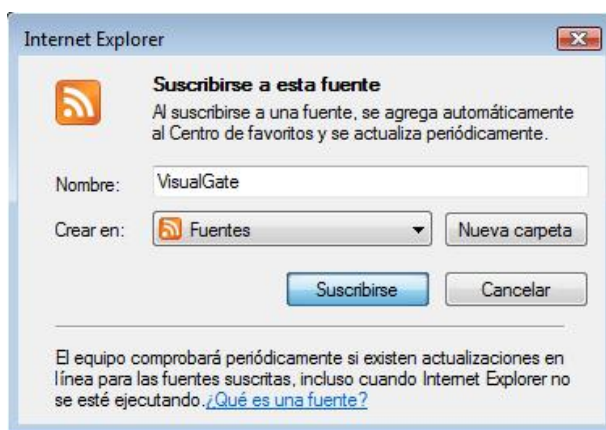 Internet Explorer
Suscribirse a esta fuente
Al suscribirse a una fuente, se agrega automáticamente
al Centro de favoritos y se actualiza periódicamente.
Nombre: VisualGate
Crear en: Fuentes Nueva carpeta
Suscribirse Cancelar
El equipo comprobará periódicamente si existen actualizaciones en
línea para las fuentes suscritas, incluso cuando Internet Explorer no
se esté ejecutando.¿Qué es una fuente?